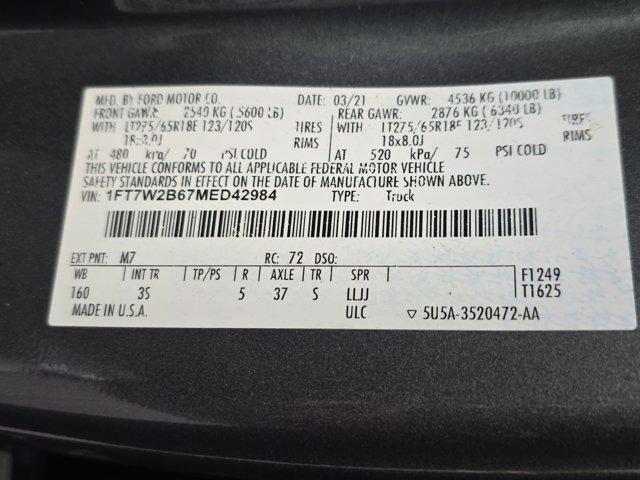 MFD. BY FORD MOTOR CO. DATE: 03/21 GVWR: 4536 KG (10000 LB)
FRONT GAWR: 2540 KG (5600 LB) REAR GAWR: 2876 KG (6340 LB)
WITH LT275/65R18E 123/120S TIRES WITH LT275/65R18E 123/120S TIRES
18x8.0J RIMS 18x8.0J RIMS
AT 480 kPa/ 70 PSI COLD AT 520 kPa/ 75 PSI COLD
THIS VEHICLE CONFORMS TO ALL APPLICABLE FEDERAL MOTOR VEHICLE
SAFETY STANDARDS IN EFFECT ON THE DATE OF MANUFACTURE SHOWN ABOVE.
VIN: 1FT7W2B67MED42984 TYPE: Truck
EXT PNT: M7 RC: 72 DSO:
WB INT TR TP/PS R AXLE TR SPR F1249
160 3S 5 37 S LLJJ T1625
MADE IN U.S.A. ULC ▽ 5U5A-3520472-AA